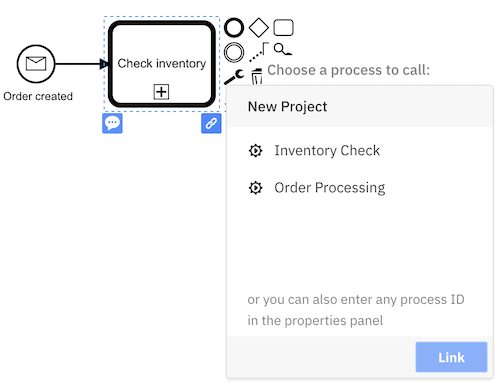 Check inventory
Order created
Choose a process to call:
New Project
Inventory Check
Order Processing
or you can also enter any process ID
in the properties panel
Link